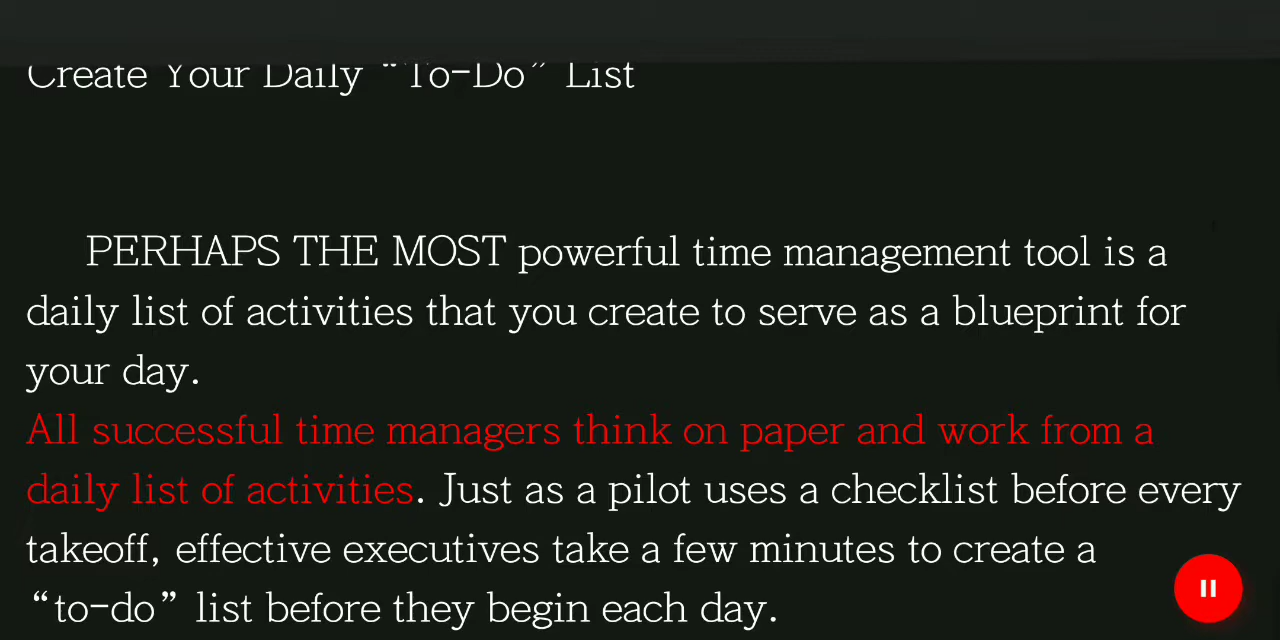 Create Your Daily “To-Do” List
PERHAPS THE MOST powerful time management tool is a
daily list of activities that you create to serve as a blueprint for
your day.
All successful time managers think on paper and work from a
daily list of activities. Just as a pilot uses a checklist before every
takeoff, effective executives take a few minutes to create a
“to-do” list before they begin each day.